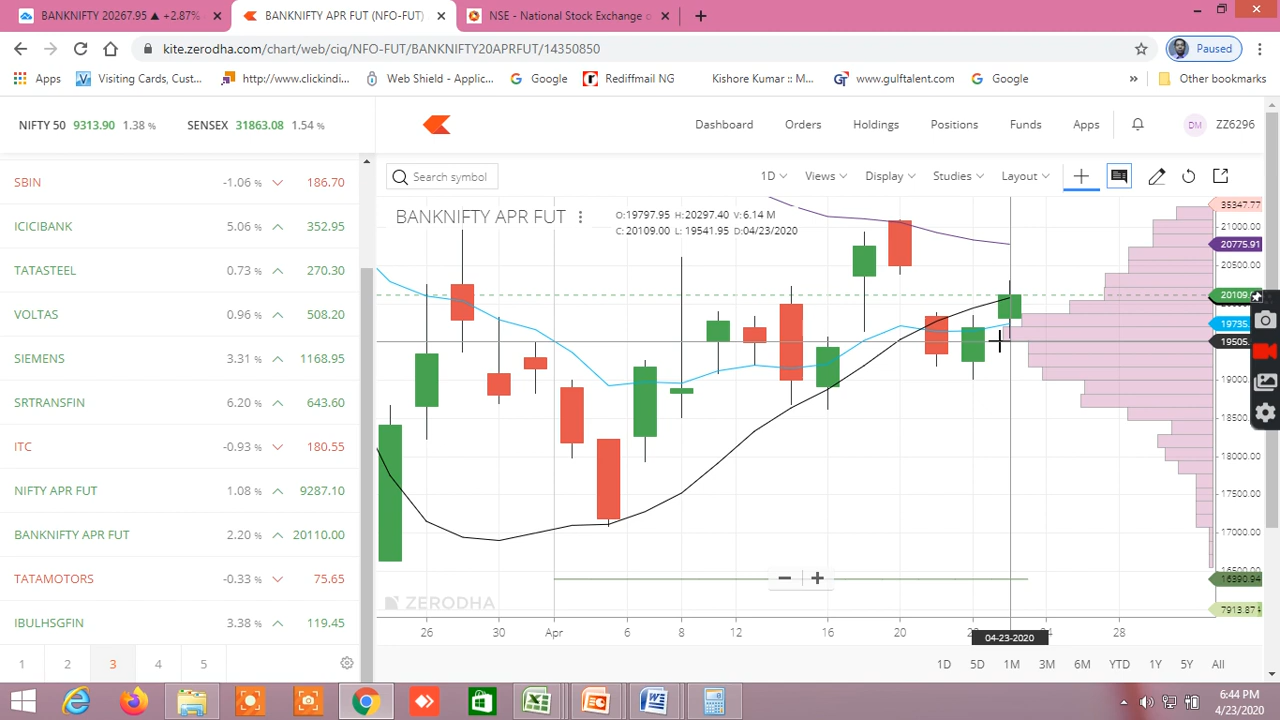 BANKNIFTY 20267.95 ▲ +2.87%
BANKNIFTY APR FUT (NFO-FUT)
NSE - National Stock Exchange o
kite.zerodha.com/chart/web/ciq/NFO-FUT/BANKNIFTY20APRFUT/14350850
Paused
Apps
Visiting Cards, Cust...
http://www.clickindi...
Web Shield - Applic...
Google
Rediffmail NG
Kishore Kumar :: M...
www.gulftalent.com
Google
Other bookmarks
NIFTY 50 9313.90 1.38 %
SENSEX 31863.08 1.54 %
Dashboard
Orders
Holdings
Positions
Funds
Apps
DM
ZZ6296
SBIN -1.06 % 186.70
ICICIBANK 5.06 % 352.95
TATASTEEL 0.73 % 270.30
VOLTAS 0.96 % 508.20
SIEMENS 3.31 % 1168.95
SRTRANSFIN 6.20 % 643.60
ITC -0.93 % 180.55
NIFTY APR FUT 1.08 % 9287.10
BANKNIFTY APR FUT 2.20 % 20110.00
TATAMOTORS -0.33 % 75.65
IBULHSGFIN 3.38 % 119.45
1 2 3 4 5
Search symbol
1D
Views
Display
Studies
Layout
BANKNIFTY APR FUT
O:19797.95 H:20297.40 V:6.14 M
C:20109.00 L: 19541.95 D:04/23/2020
35347.77
21000.00
20775.91
20500.00
20109.
19735.
19505.
19000
18500.00
18000.00
17500.00
17000.00
16390.94
7913.87
ZERODHA
26 30 Apr 6 8 12 16 20 28
04-23-2020
1D 5D 1M 3M 6M YTD 1Y 5Y All
6:44 PM
4/23/2020